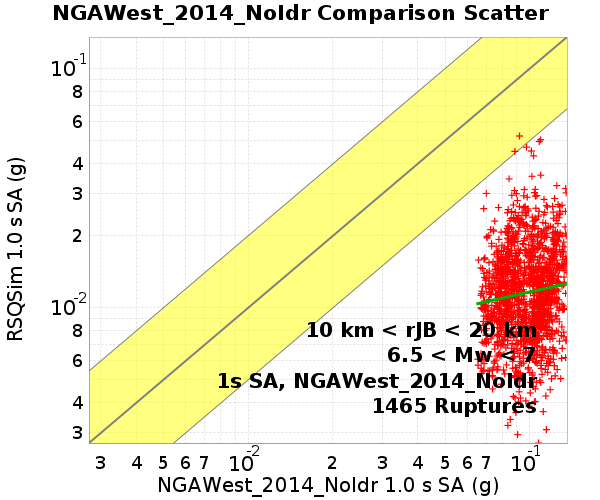 NGAWest_2014_NoIdr Comparison Scatter
RSQSim 1.0 s SA (g)
10⁻¹
8
6
4
3
2
10⁻²
8
6
4
3
10 km < rJB < 20 km
6.5 < Mw < 7
1s SA, NGAWest_2014_NoIdr
1465 Ruptures
3 4 5 6 7 10⁻² 2 3 4 5 6 7 10⁻¹
NGAWest_2014_NoIdr 1.0 s SA (g)